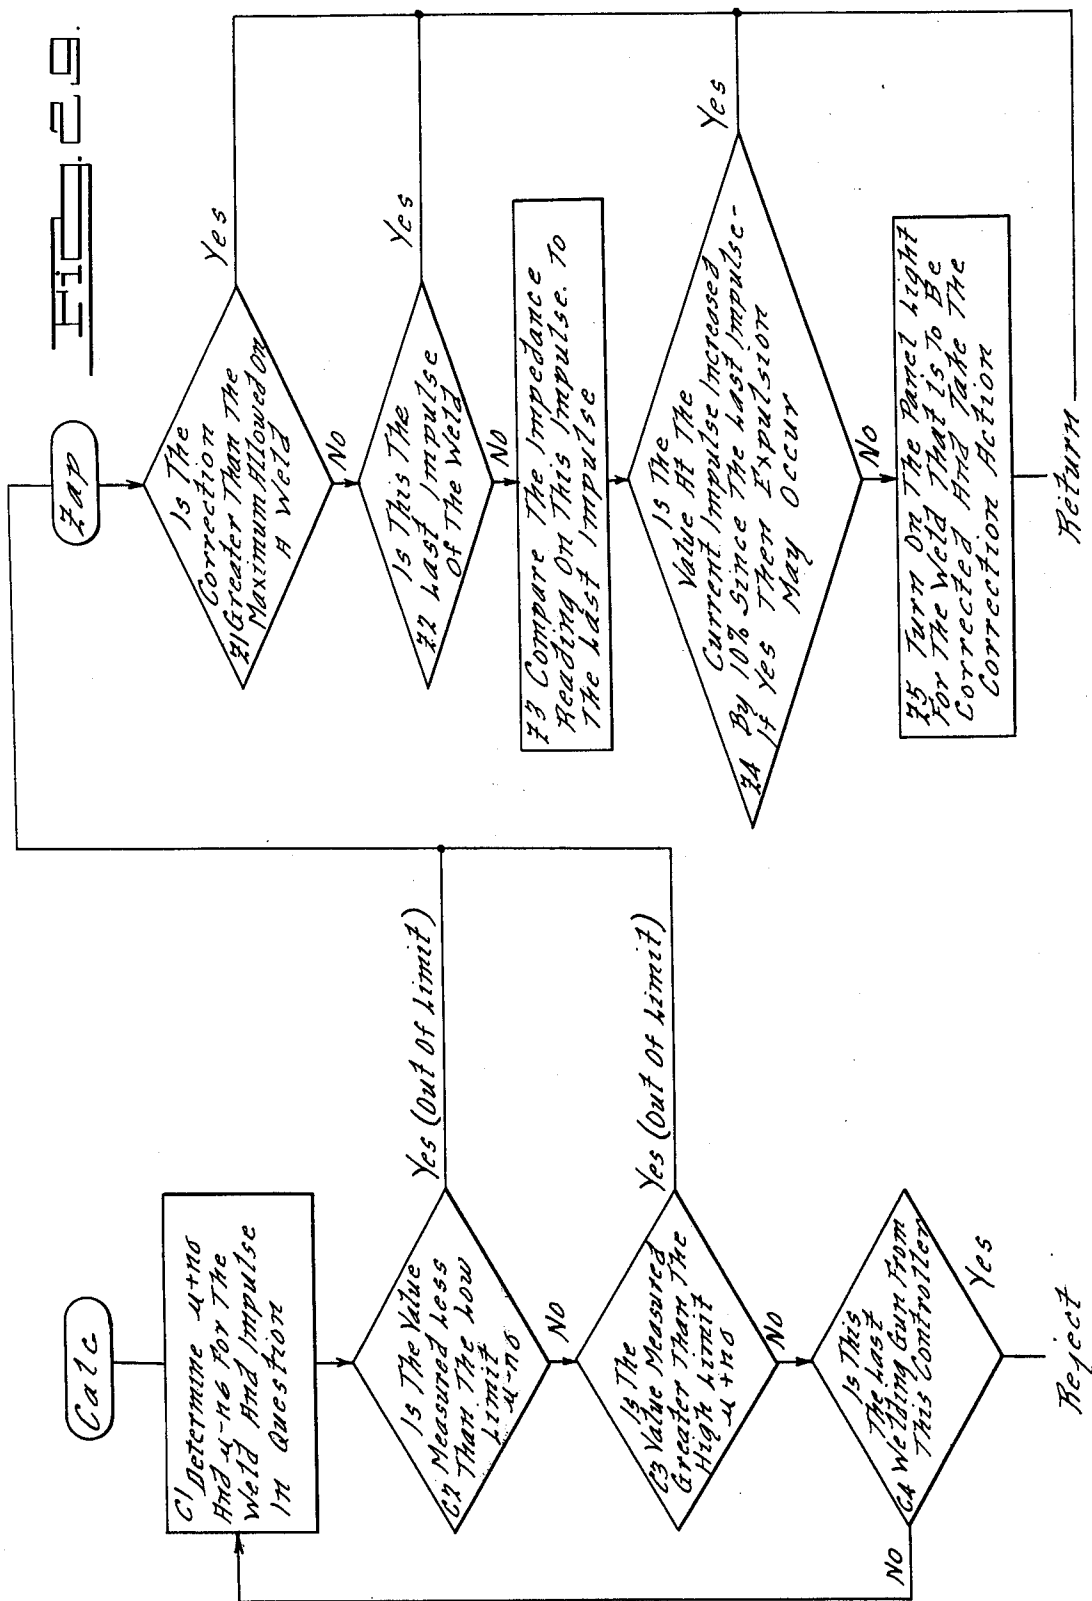 Fig. 2g.
Calc
C1 Determine μ+nσ
And μ-nσ For The
Weld And Impulse
In Question
Is The Value
C2 Measured Less
Than The Low
Limit
μ-nσ
Yes (Out Of Limit)
No
Is The
C3 Value Measured
Greater Than The
High Limit
μ+nσ
Yes (Out Of Limit)
No
Is This
The Last
C4 Welding Gun From
This Controller
No
Yes
Reject
Zap
Is The
Correction
Z1 Greater Than The
Maximum Allowed On
A Weld
Yes
No
Is This The
Z2 Last Impulse
Of The Weld
Yes
No
Z3 Compare The Impedance
Reading On This Impulse. To
The Last Impulse
Is The
Value At The
Current Impulse Increased
Z4 By 10% Since The Last Impulse-
If Yes Then Expulsion
May Occur
Yes
No
Z5 Turn On The Panel Light
For The Weld That Is To Be
Corrected And Take The
Correction Action
Return